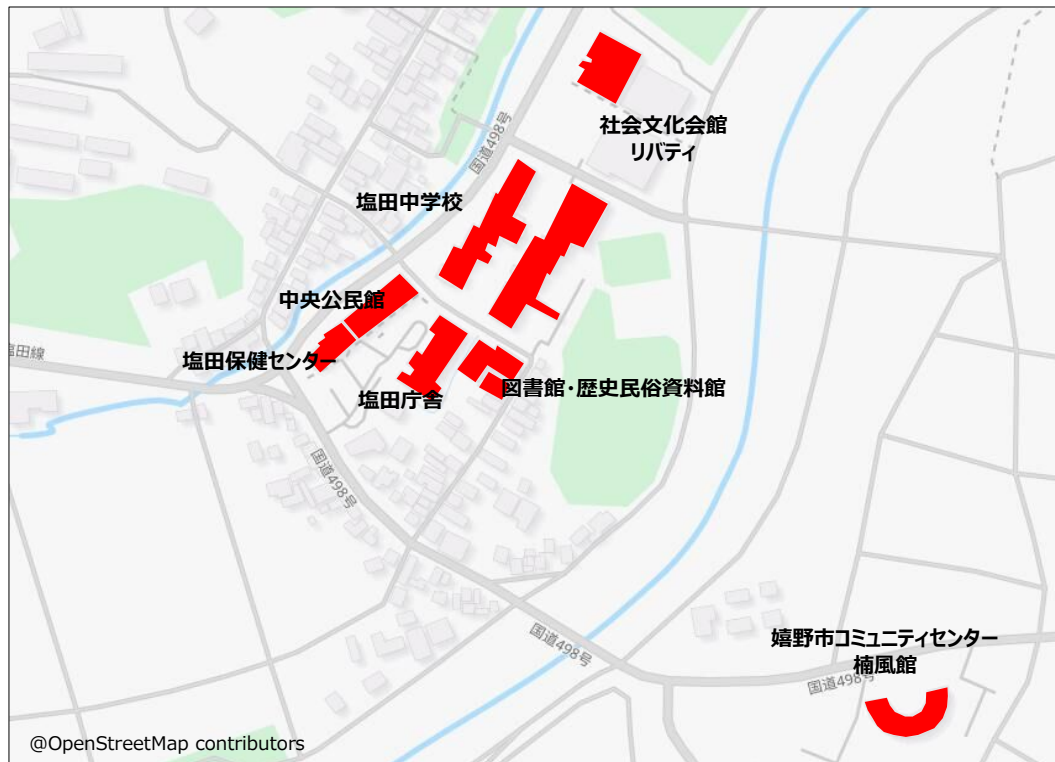 国道498号
社会文化会館
リバティ
塩田中学校
中央公民館
塩田線
塩田保健センター
塩田庁舎
図書館・歴史民俗資料館
国道498号
国道498号
嬉野市コミュニティセンター
楠風館
国道498号
@OpenStreetMap contributors